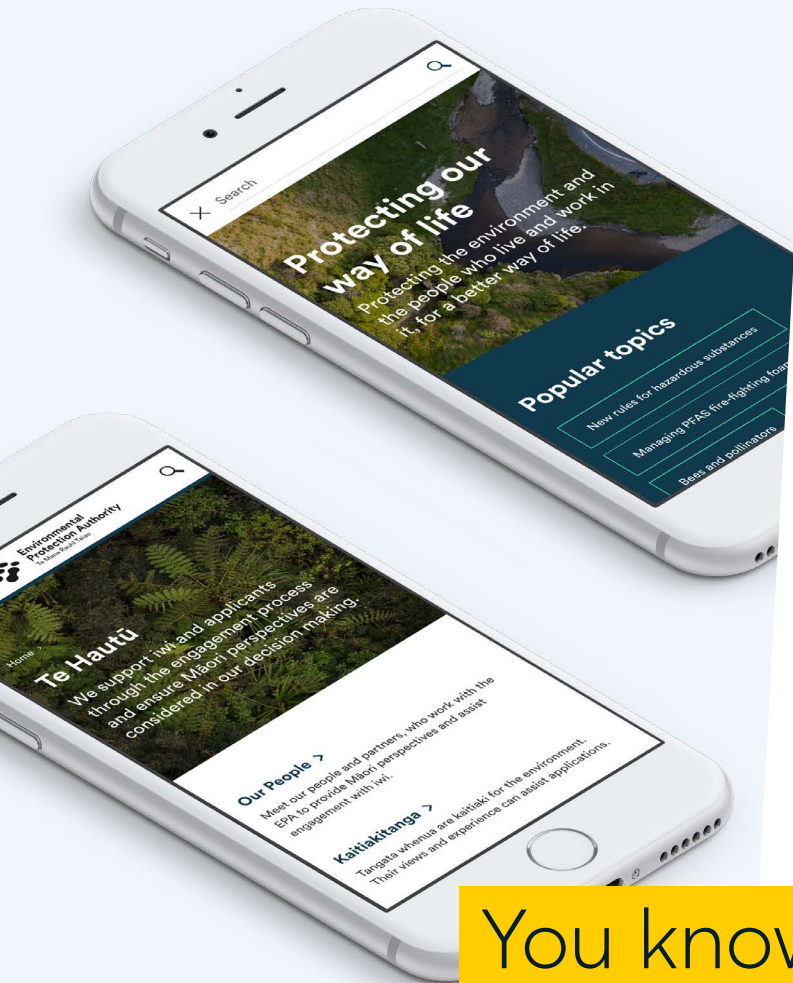 Search
Protecting our
way of life
Protecting the environment and
the people who live and work in
it, for a better way of life.
Popular topics
New rules for hazardous substances
Managing PFAS fire-fighting foam
Bees and pollinators
Environmental
Protection Authority
Te Mana Rauhī Taiao
Home >
Te Hautū
We support iwi and applicants
through the engagement process
and ensure Māori perspectives are
considered in our decision making.
Our People >
Meet our people and partners, who work with the
EPA to provide Māori perspectives and assist
engagement with iwi.
Kaitiakitanga >
Tangata whenua are kaitiaki for the environment.
Their views and experience can assist applications.
You know